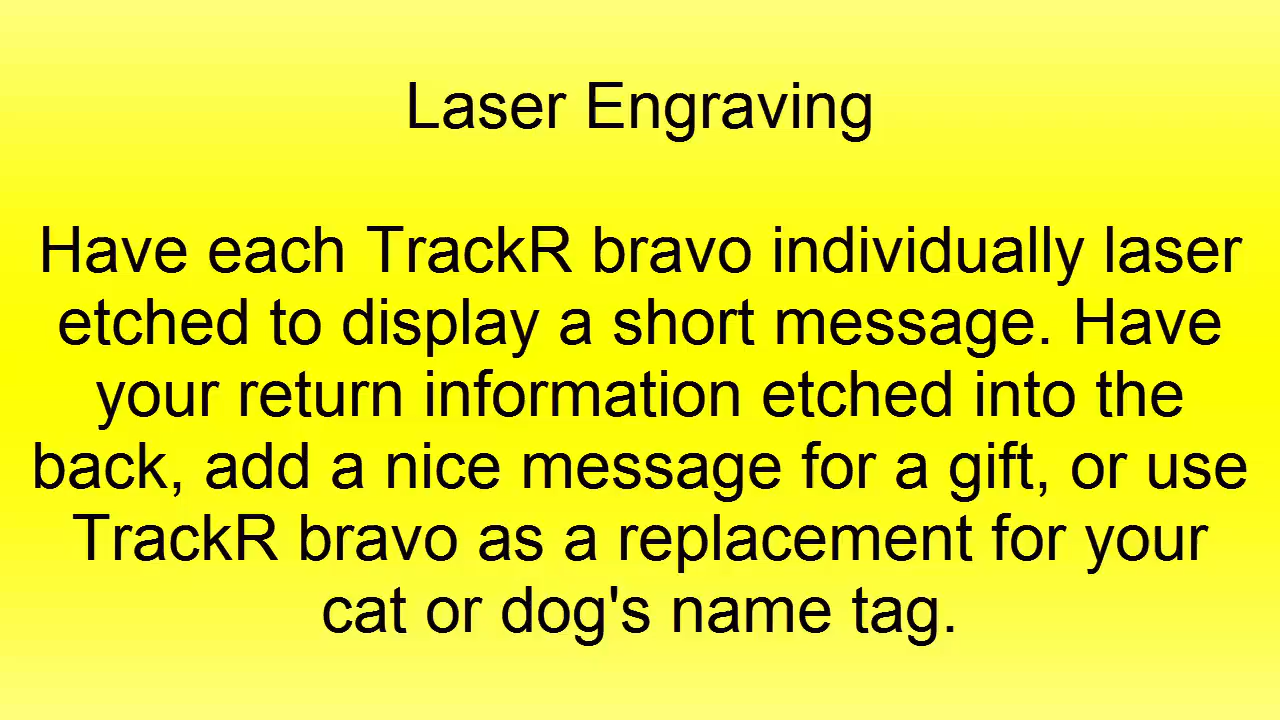 Laser Engraving
Have each TrackR bravo individually laser
etched to display a short message. Have
your return information etched into the
back, add a nice message for a gift, or use
TrackR bravo as a replacement for your
cat or dog's name tag.